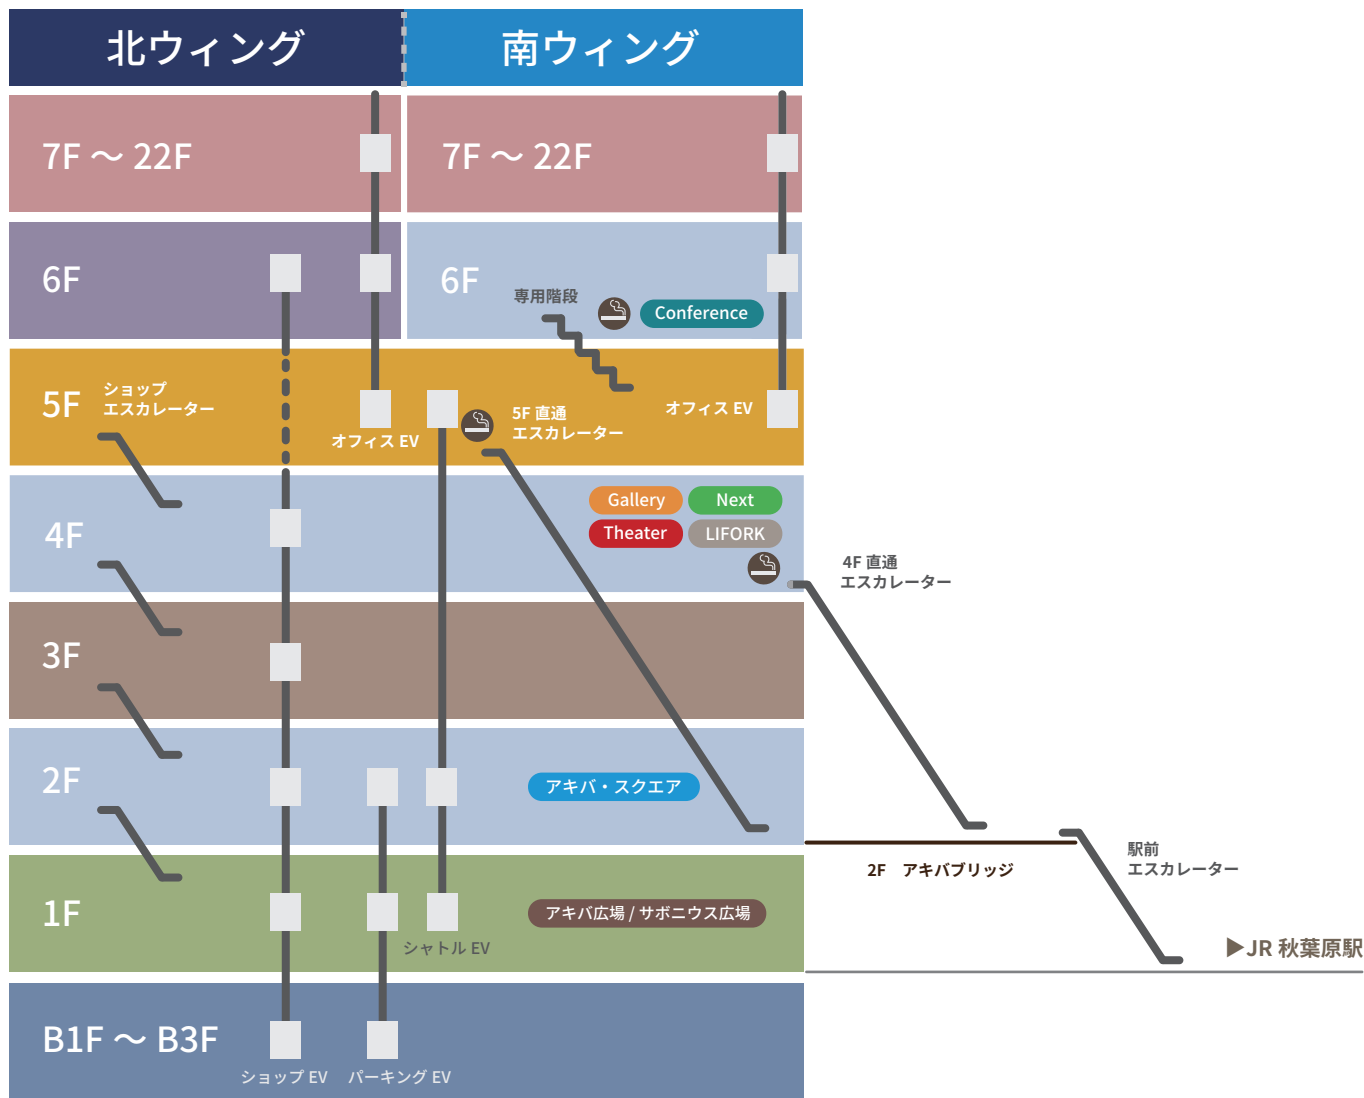 北ウィング
南ウィング
7F ～ 22F
7F ～ 22F
6F
6F
専用階段
Conference
5F
ショップ
エスカレーター
オフィス EV
5F 直通
エスカレーター
オフィス EV
4F
Gallery
Next
Theater
LIFORK
4F 直通
エスカレーター
3F
2F
アキバ・スクエア
2F　アキバブリッジ
駅前
エスカレーター
1F
アキバ広場 / サボニウス広場
シャトル EV
▶JR 秋葉原駅
B1F ～ B3F
ショップ EV
パーキング EV